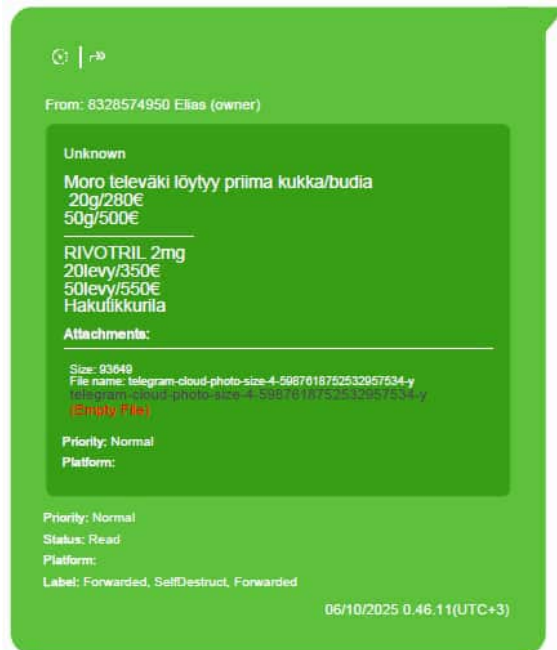 From: 8328574950 Elias (owner)
Unknown
Moro televäki löytyy priima kukka/budia
20g/280€
50g/500€
RIVOTRIL 2mg
20levy/350€
50levy/550€
Hakutikkurila
Attachments:
Size: 93649
File name: telegram-cloud-photo-size-4-5987618752532957534-y
telegram-cloud-photo-size-4-5987618752532957534-y
(Empty File)
Priority: Normal
Platform:
Priority: Normal
Status: Read
Platform:
Label: Forwarded, SelfDestruct, Forwarded
06/10/2025 0.46.11(UTC+3)